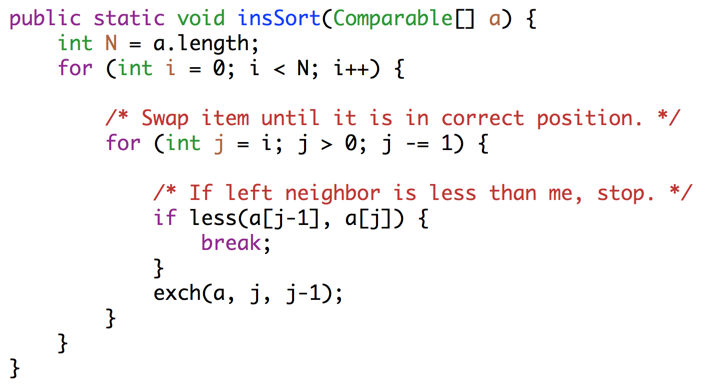 public static void insSort(Comparable[] a) {
    int N = a.length;
    for (int i = 0; i < N; i++) {
        /* Swap item until it is in correct position. */
        for (int j = i; j > 0; j -= 1) {
            /* If left neighbor is less than me, stop. */
            if less(a[j-1], a[j]) {
                break;
            }
            exch(a, j, j-1);
        }
    }
}